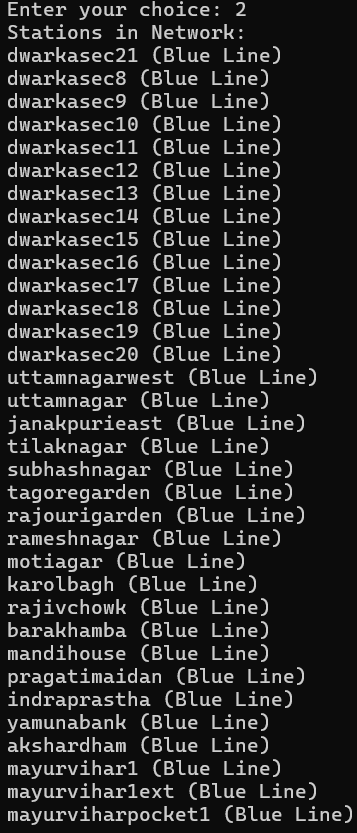 Enter your choice: 2
Stations in Network:
dwarkasec21 (Blue Line)
dwarkasec8 (Blue Line)
dwarkasec9 (Blue Line)
dwarkasec10 (Blue Line)
dwarkasec11 (Blue Line)
dwarkasec12 (Blue Line)
dwarkasec13 (Blue Line)
dwarkasec14 (Blue Line)
dwarkasec15 (Blue Line)
dwarkasec16 (Blue Line)
dwarkasec17 (Blue Line)
dwarkasec18 (Blue Line)
dwarkasec19 (Blue Line)
dwarkasec20 (Blue Line)
uttamnagarwest (Blue Line)
uttamnagar (Blue Line)
janakpurieast (Blue Line)
tilaknagar (Blue Line)
subhashnagar (Blue Line)
tagoregarden (Blue Line)
rajourigarden (Blue Line)
rameshnagar (Blue Line)
motiagar (Blue Line)
karolbagh (Blue Line)
rajivchowk (Blue Line)
barakhamba (Blue Line)
mandihouse (Blue Line)
pragatimaidan (Blue Line)
indraprastha (Blue Line)
yamunabank (Blue Line)
akshardham (Blue Line)
mayurvihar1 (Blue Line)
mayurvihar1ext (Blue Line)
mayurviharpocket1 (Blue Line)